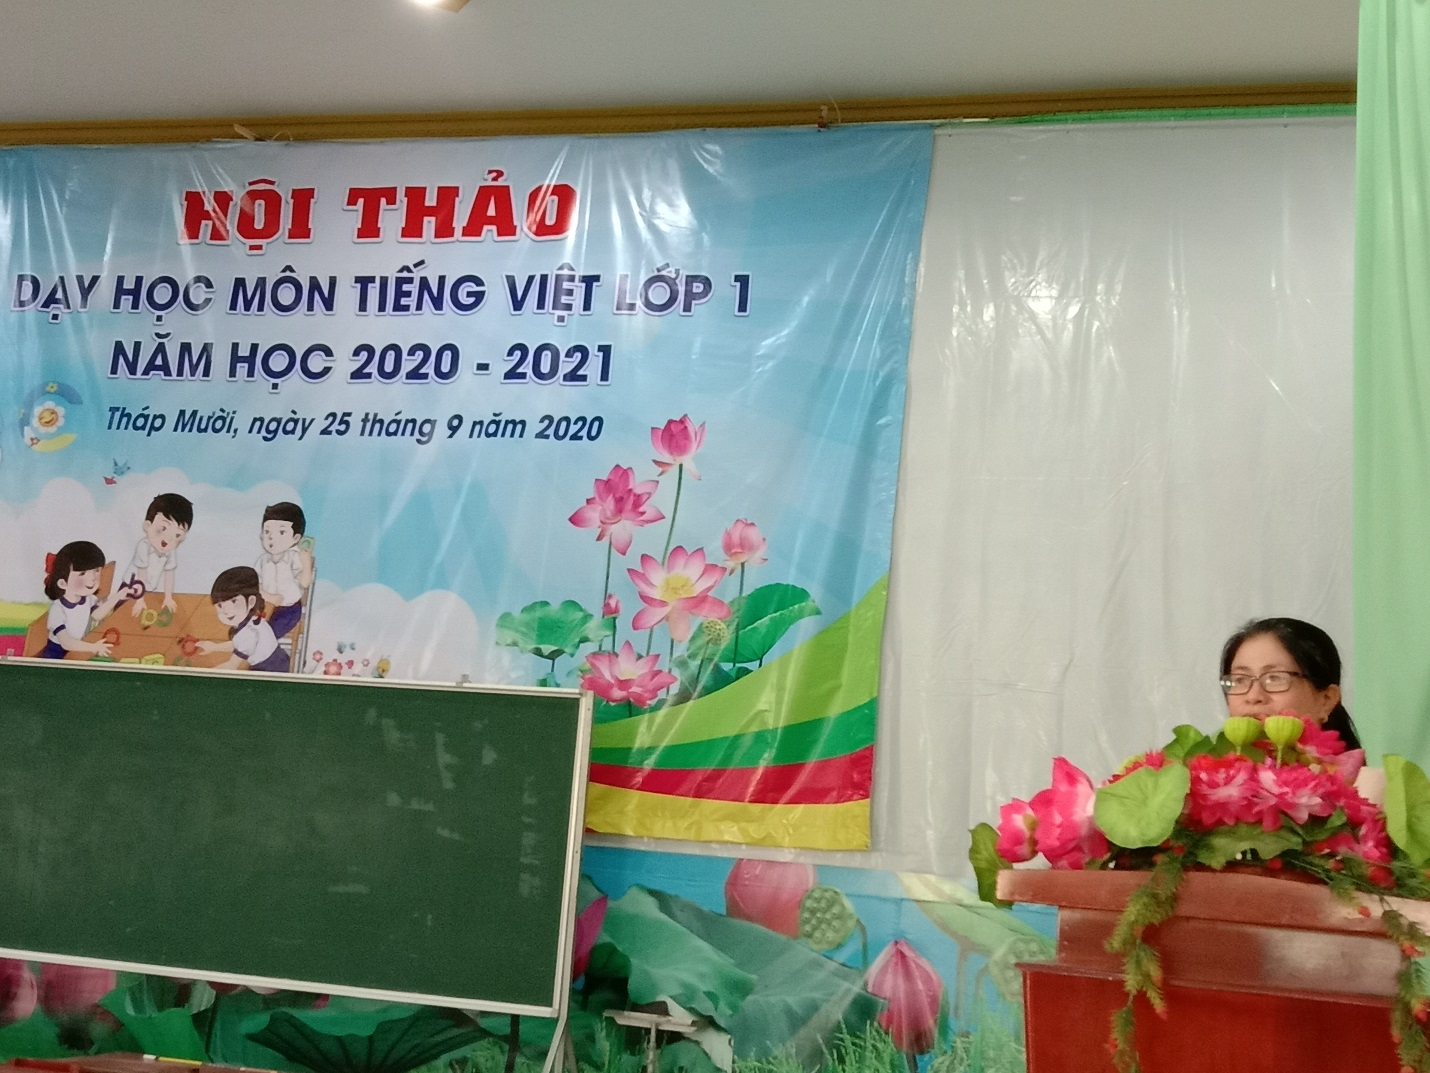 HỘI THẢO
DẠY HỌC MÔN TIẾNG VIỆT LỚP 1
NĂM HỌC 2020 - 2021
Tháp Mười, ngày 25 tháng 9 năm 2020